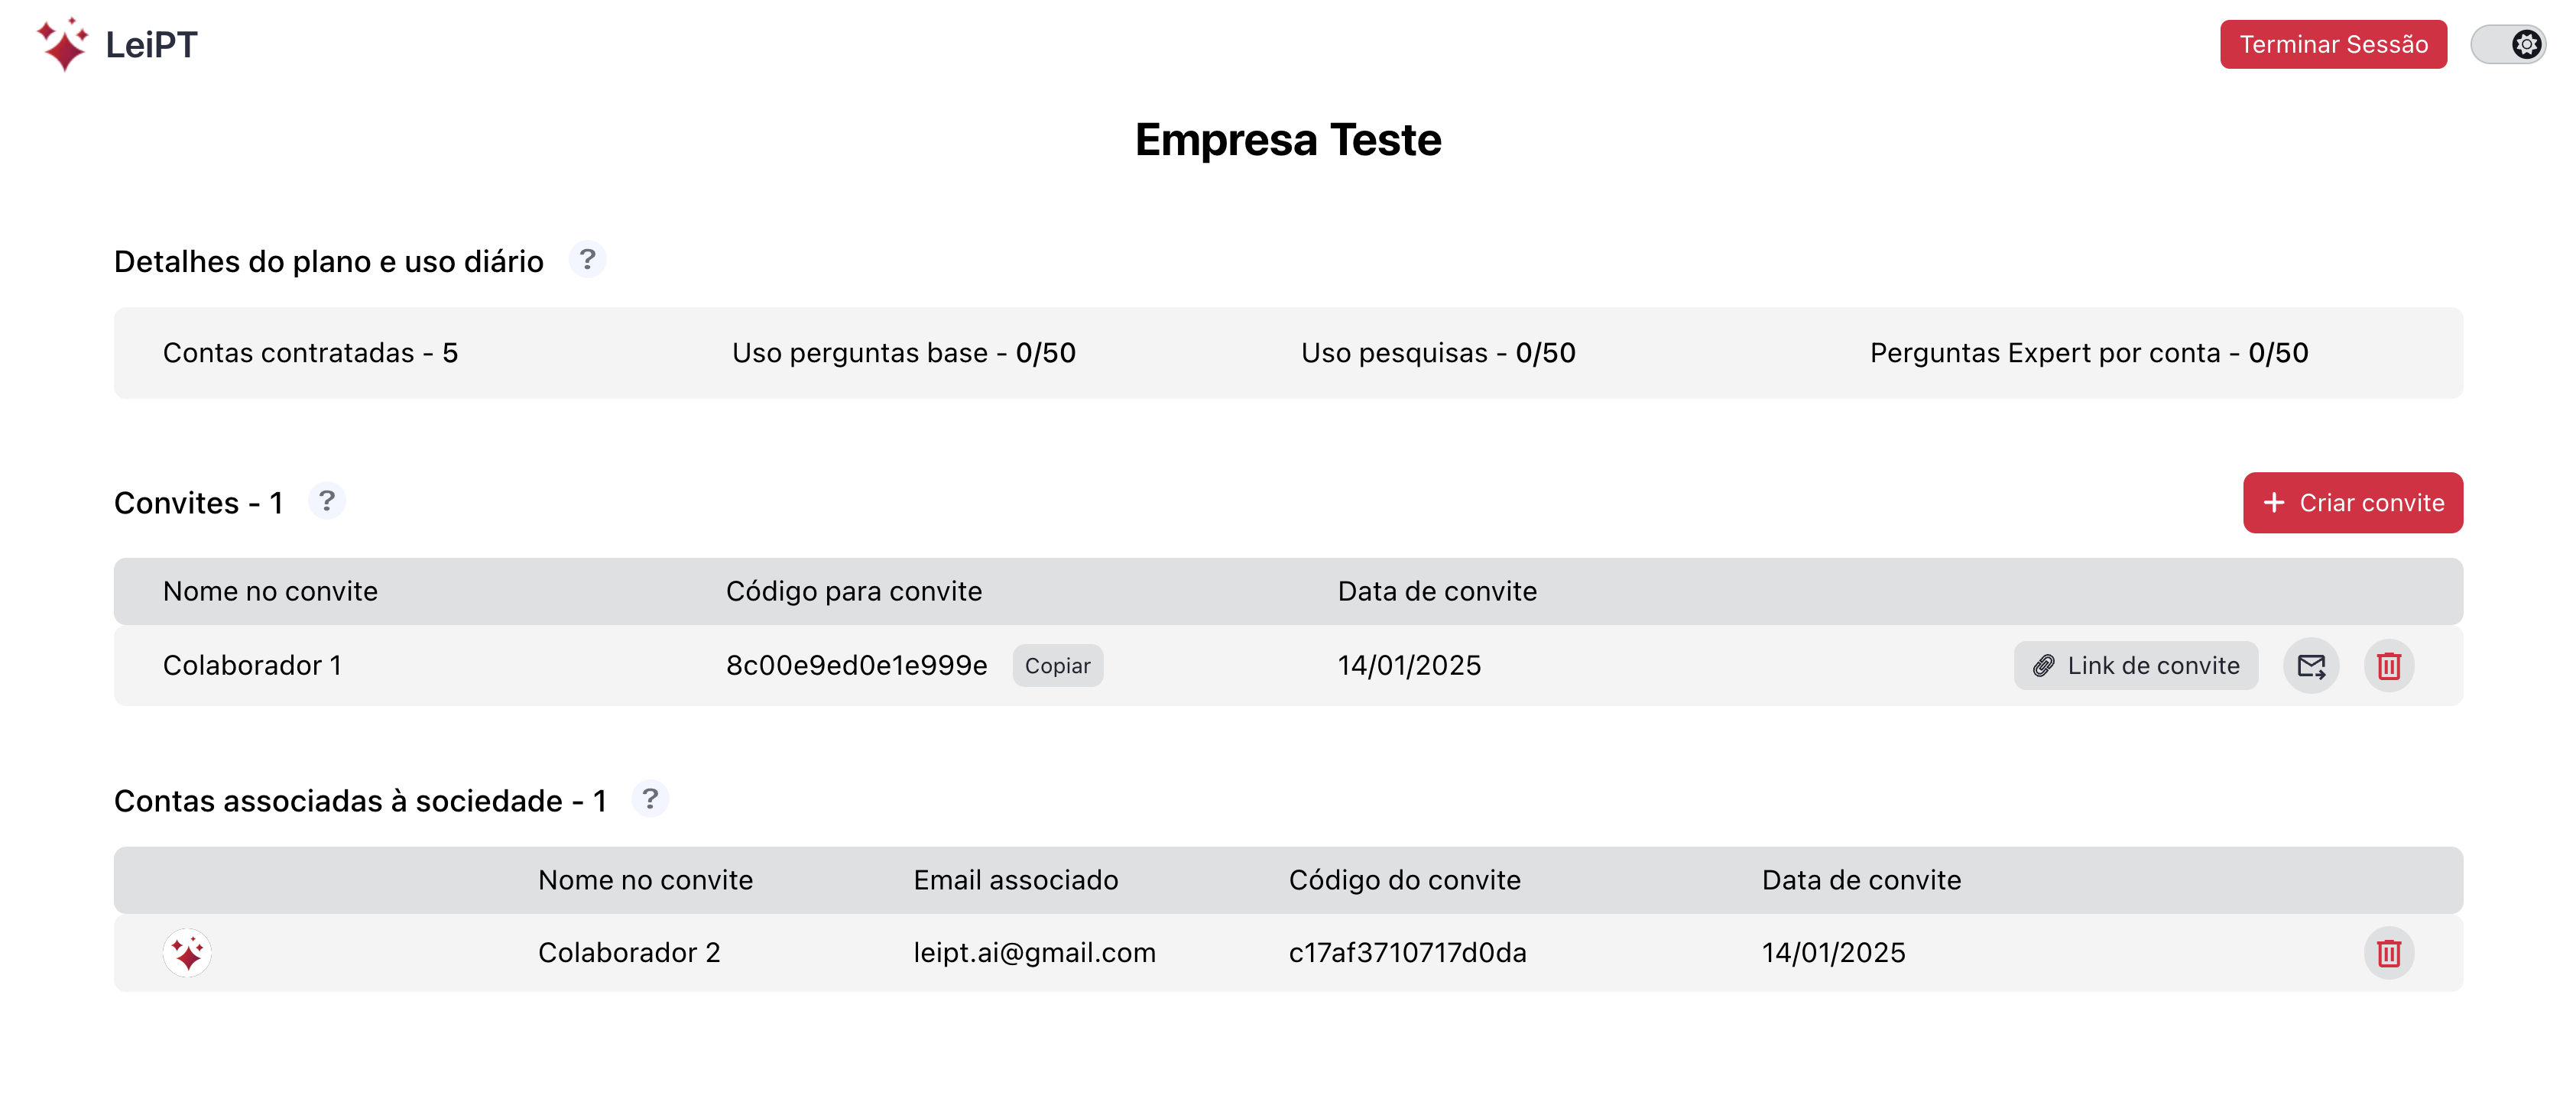 LeiPT
Terminar Sessão
Empresa Teste
Detalhes do plano e uso diário ?
Contas contratadas - 5 Uso perguntas base - 0/50 Uso pesquisas - 0/50 Perguntas Expert por conta - 0/50
Convites - 1 ? + Criar convite
Nome no convite Código para convite Data de convite
Colaborador 1 8c00e9ed0e1e999e Copiar 14/01/2025 Link de convite
Contas associadas à sociedade - 1 ?
Nome no convite Email associado Código do convite Data de convite
Colaborador 2 leipt.ai@gmail.com c17af3710717d0da 14/01/2025